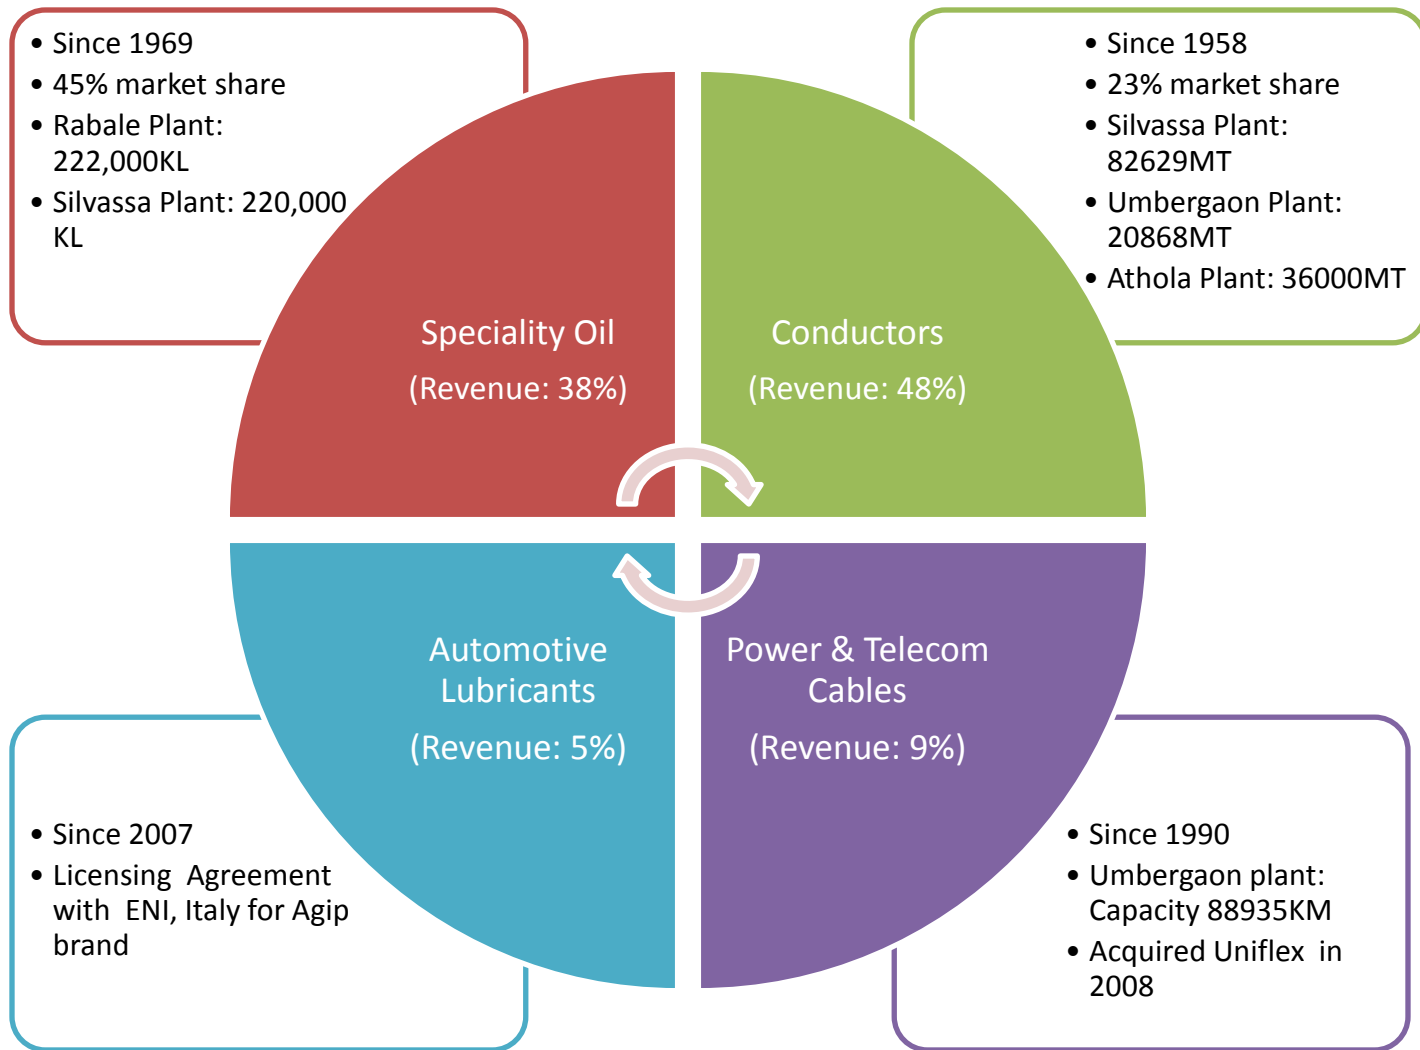 • Since 1969
• 45% market share
• Rabale Plant:
222,000KL
• Silvassa Plant: 220,000
KL
• Since 1958
• 23% market share
• Silvassa Plant:
82629MT
• Umbergaon Plant:
20868MT
• Athola Plant: 36000MT
Speciality Oil
(Revenue: 38%)
Conductors
(Revenue: 48%)
Automotive
Lubricants
(Revenue: 5%)
Power & Telecom
Cables
(Revenue: 9%)
• Since 2007
• Licensing Agreement
with ENI, Italy for Agip
brand
• Since 1990
• Umbergaon plant:
Capacity 88935KM
• Acquired Uniflex in
2008